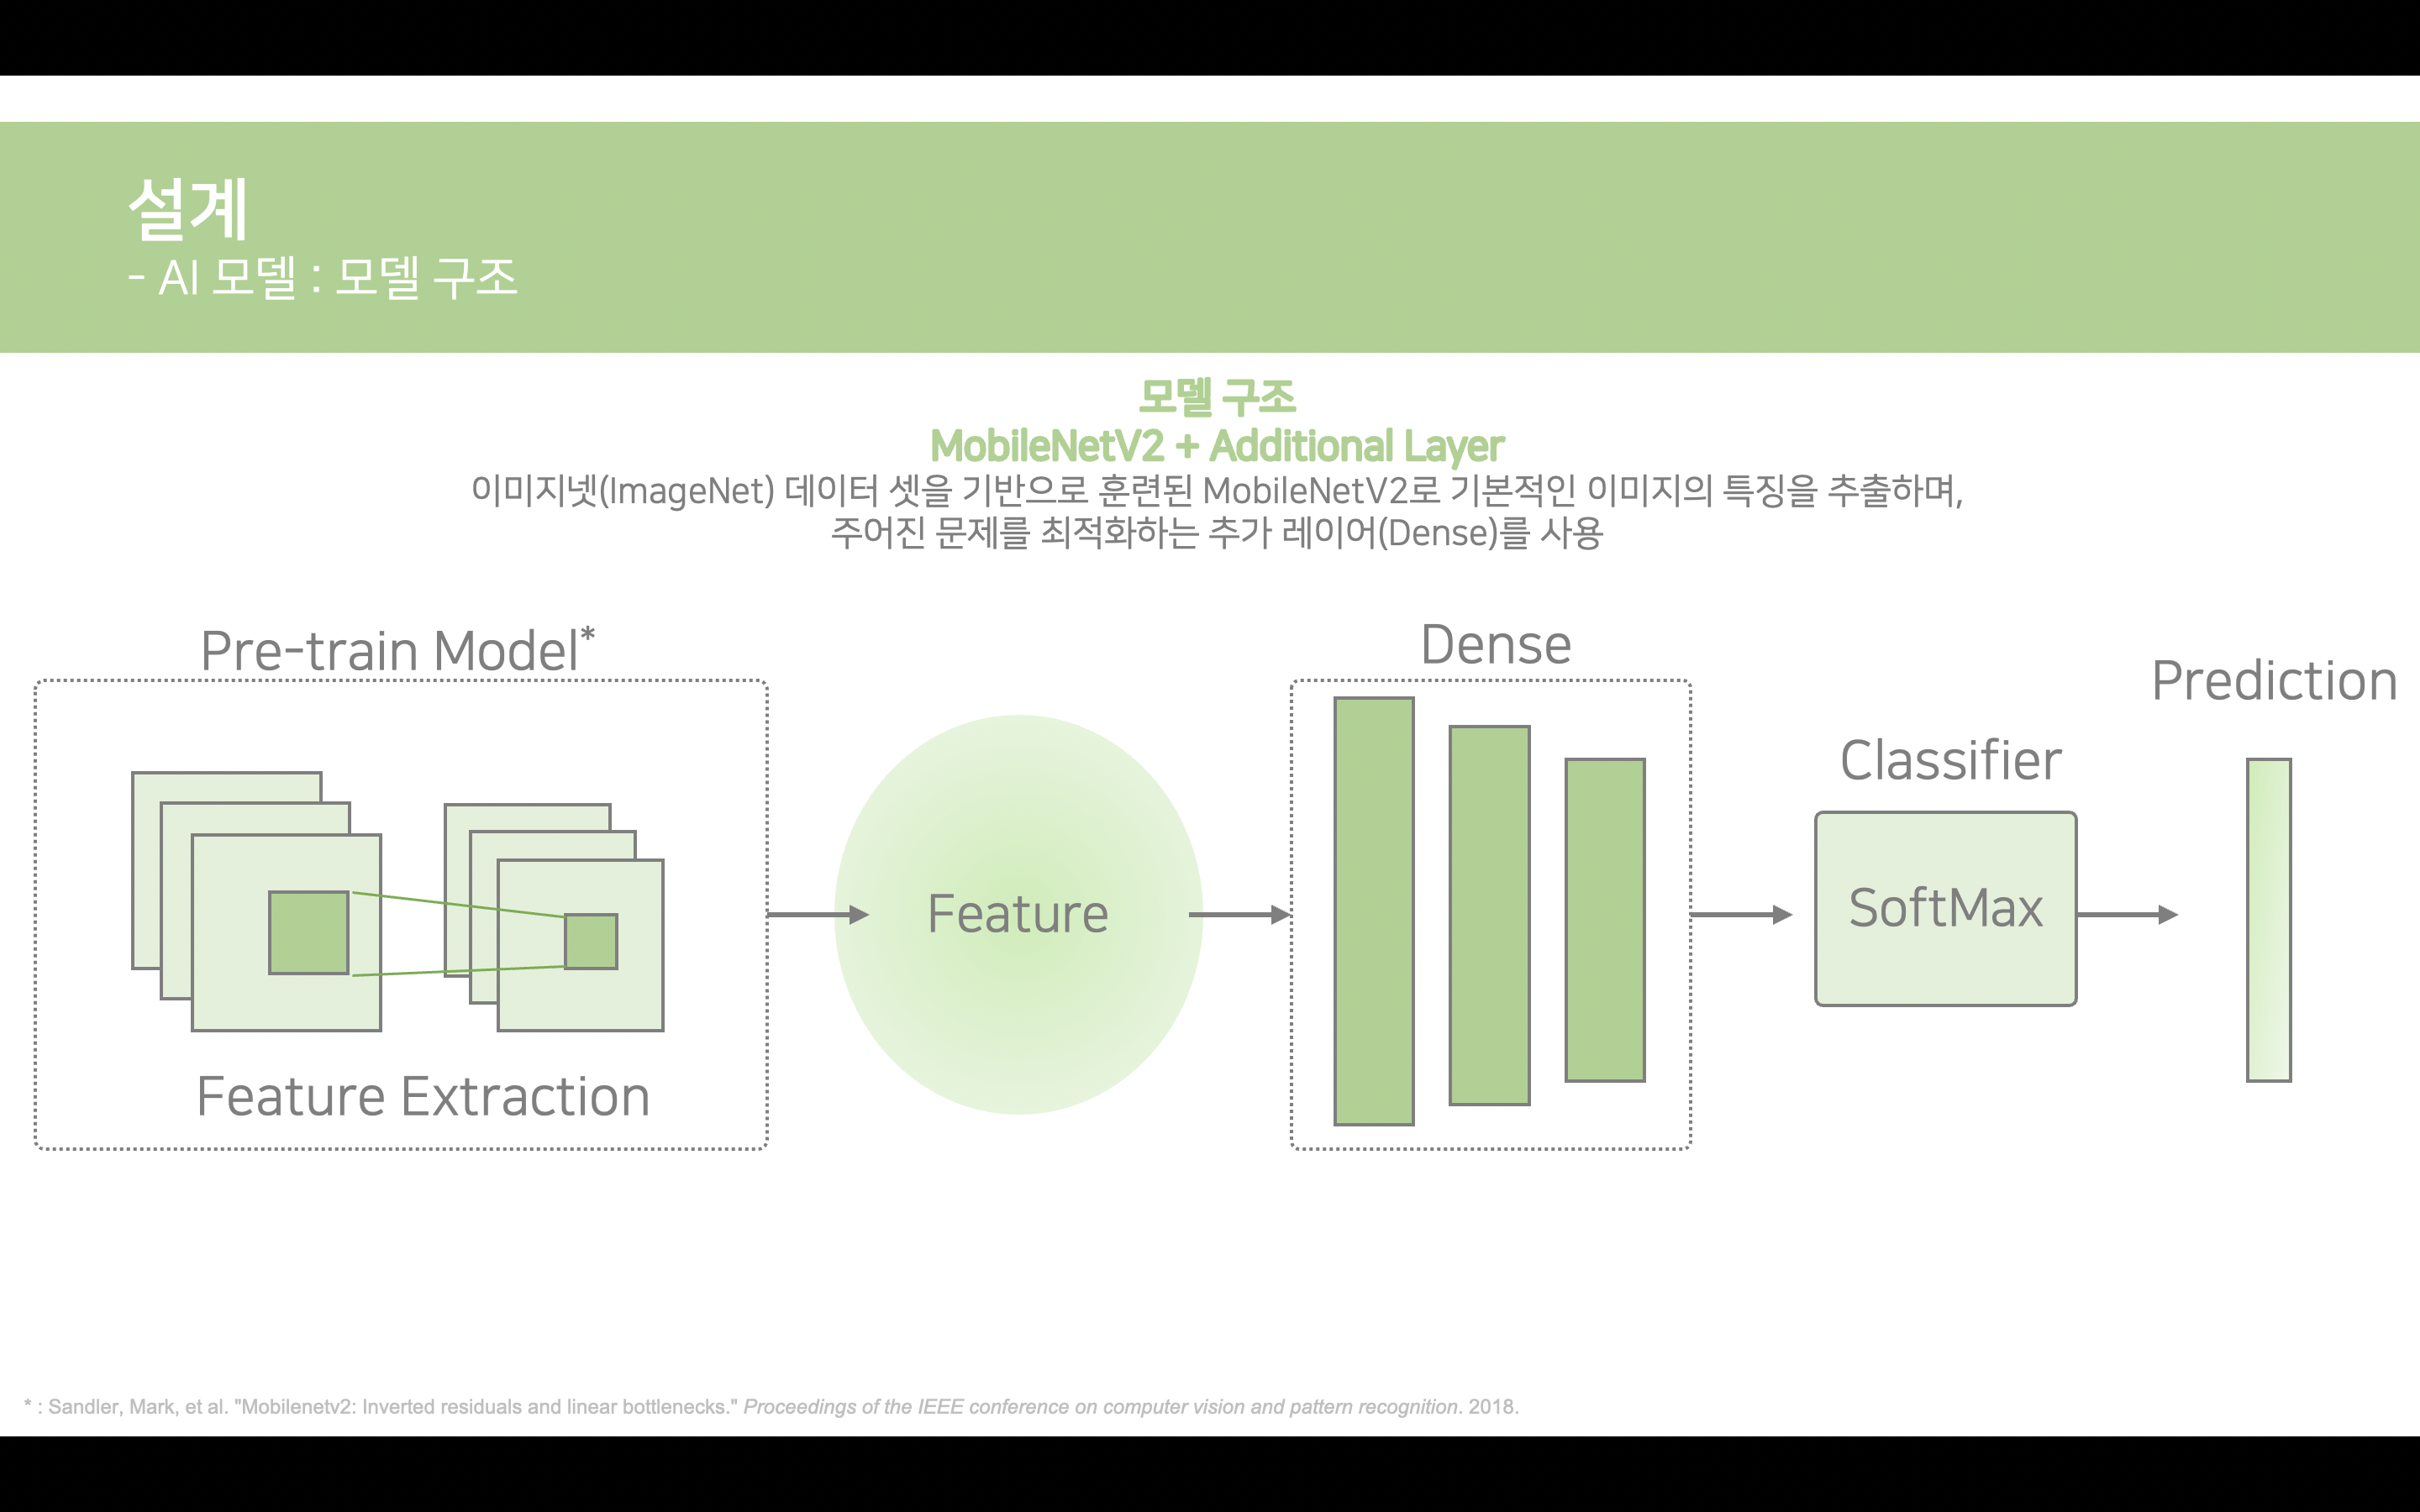 설계
- AI 모델 : 모델 구조
모델 구조
MobileNetV2 + Additional Layer
이미지넷(ImageNet) 데이터 셋을 기반으로 훈련된 MobileNetV2로 기본적인 이미지의 특징을 추출하며,
주어진 문제를 최적화하는 추가 레이어(Dense)를 사용
Pre-train Model*
Feature Extraction
Feature
Dense
Classifier
SoftMax
Prediction
* : Sandler, Mark, et al. "Mobilenetv2: Inverted residuals and linear bottlenecks." Proceedings of the IEEE conference on computer vision and pattern recognition. 2018.